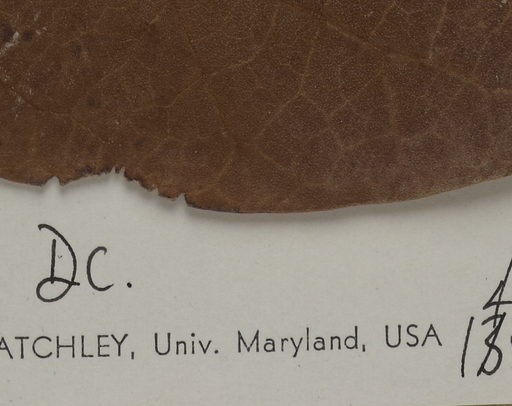 DC.
ATCHLEY, Univ. Maryland, USA